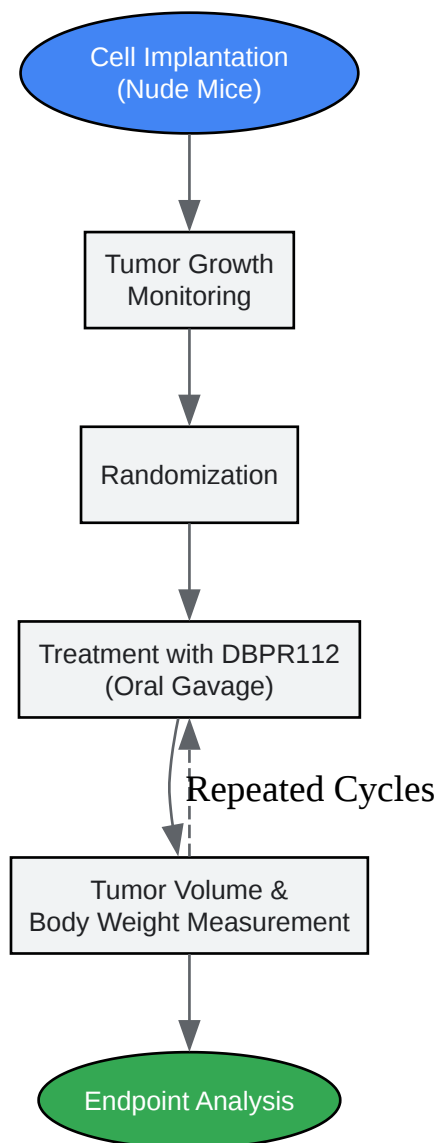 Cell Implantation
(Nude Mice)
Tumor Growth
Monitoring
Randomization
Treatment with DBPR112
(Oral Gavage)
Repeated Cycles
Tumor Volume &
Body Weight Measurement
Endpoint Analysis